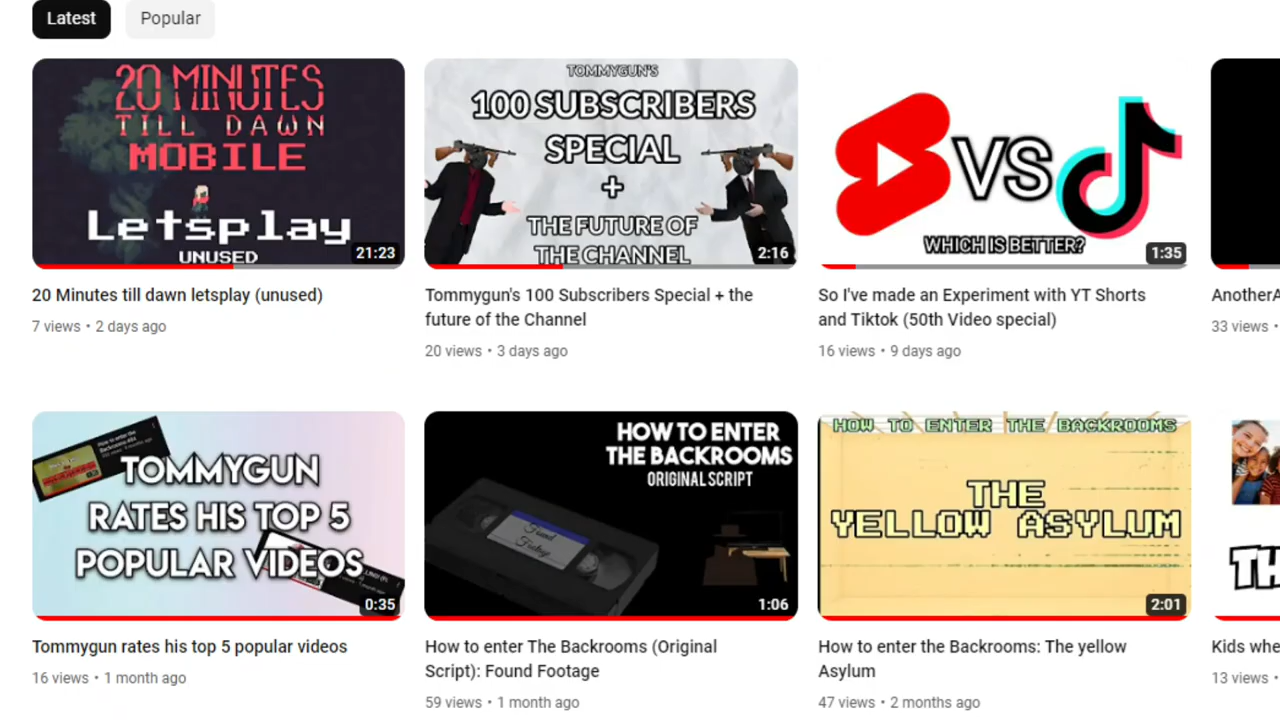 Latest
Popular
20 MINUTES
TILL DAWN
MOBILE
Letsplay
UNUSED
21:23
TOMMYGUN'S
100 SUBSCRIBERS
SPECIAL
+
THE FUTURE OF
THE CHANNEL
2:16
VS
WHICH IS BETTER?
1:35
20 Minutes till dawn letsplay (unused)
7 views • 2 days ago
Tommygun's 100 Subscribers Special + the
future of the Channel
20 views • 3 days ago
So I've made an Experiment with YT Shorts
and Tiktok (50th Video special)
16 views • 9 days ago
AnotherA
33 views •
TOMMYGUN
RATES HIS TOP 5
POPULAR VIDEOS
0:35
HOW TO ENTER
THE BACKROOMS
ORIGINAL SCRIPT
Found
Footage
1:06
HOW TO ENTER THE BACKROOMS
THE
YELLOW ASYLUM
2:01
TH
Tommygun rates his top 5 popular videos
16 views • 1 month ago
How to enter The Backrooms (Original
Script): Found Footage
59 views • 1 month ago
How to enter the Backrooms: The yellow
Asylum
47 views • 2 months ago
Kids whe
13 views •